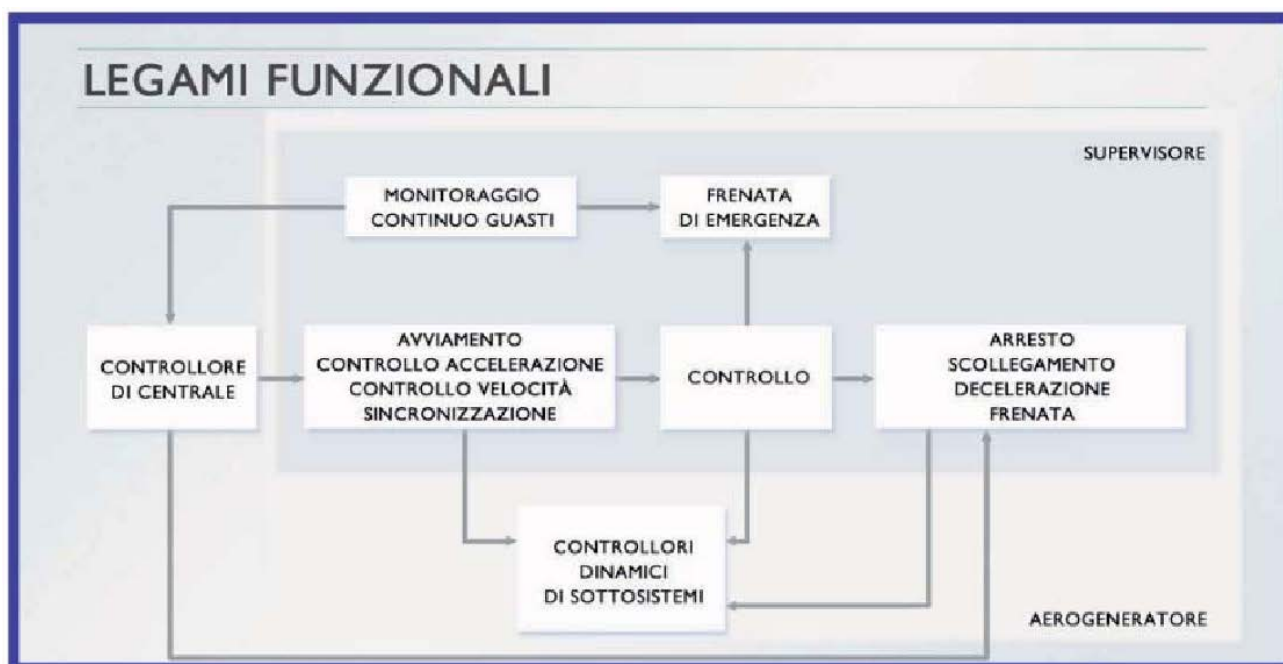 LEGAMI FUNZIONALI
SUPERVISORE
MONITORAGGIO
CONTINUO GUASTI
FRENATA
DI EMERGENZA
CONTROLLORE
DI CENTRALE
AVVIAMENTO
CONTROLLO ACCELERAZIONE
CONTROLLO VELOCITÀ
SINCRONIZZAZIONE
CONTROLLO
ARRESTO
SCOLLEGAMENTO
DECELERAZIONE
FRENATA
CONTROLLORI
DINAMICI
DI SOTTOSISTEMI
AEROGENERATORE